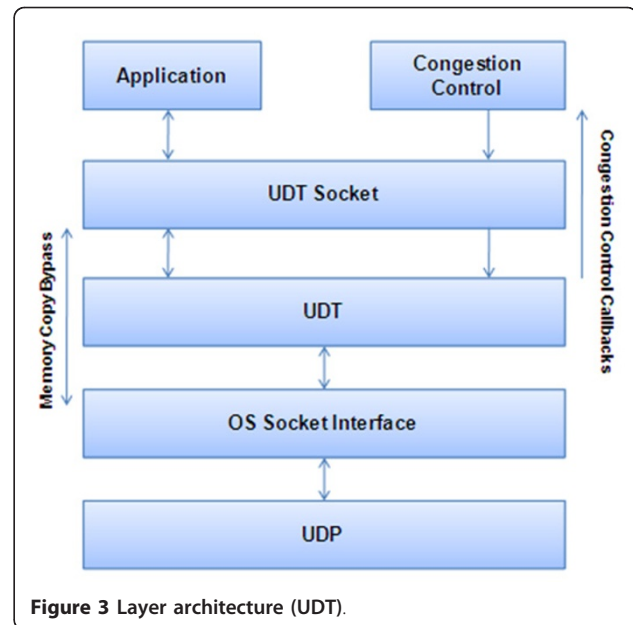 Application
Congestion
Control
UDT Socket
Memory Copy Bypass
Congestion Control Callbacks
UDT
OS Socket Interface
UDP
Figure 3 Layer architecture (UDT).